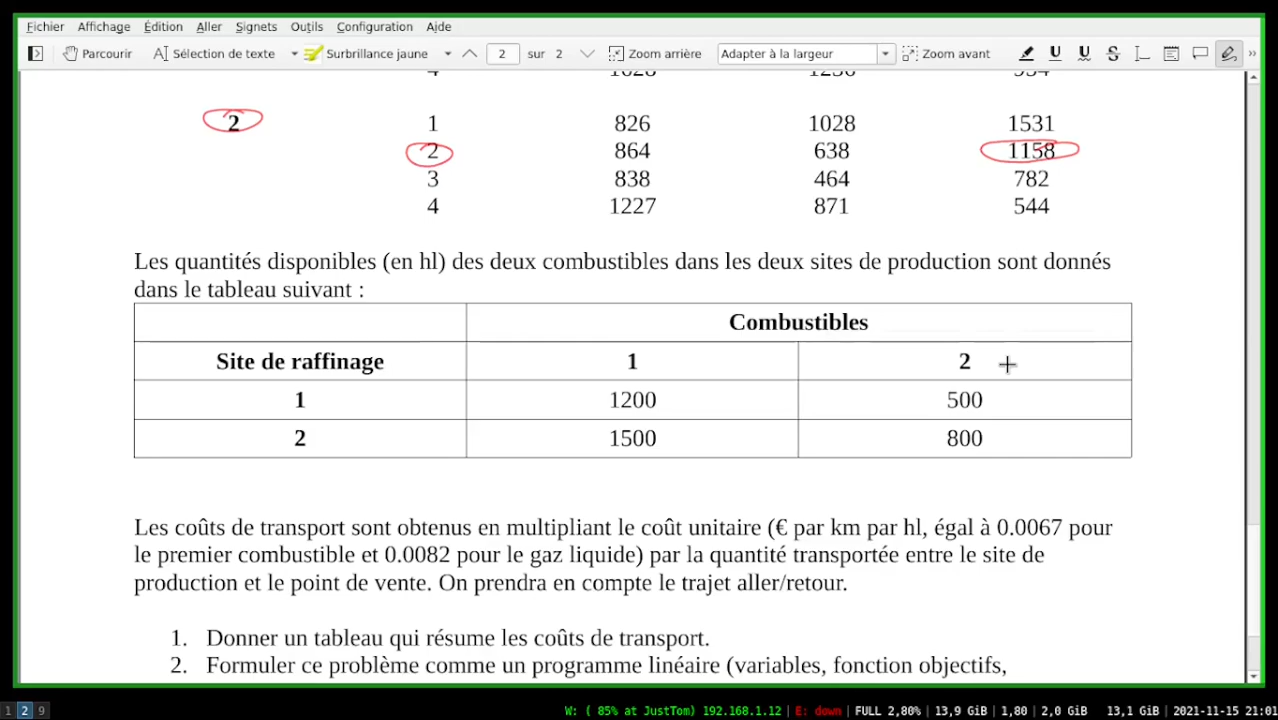 Fichier Affichage Édition Aller Signets Outils Configuration Aide
Parcourir Sélection de texte Surbrillance jaune 2 sur 2 Zoom arrière Adapter à la largeur Zoom avant
4 1028 1256 954
2 1 826 1028 1531
2 864 638 1158
3 838 464 782
4 1227 871 544
Les quantités disponibles (en hl) des deux combustibles dans les deux sites de production sont donnés
dans le tableau suivant :
Combustibles
Site de raffinage 1 2
1 1200 500
2 1500 800
Les coûts de transport sont obtenus en multipliant le coût unitaire (€ par km par hl, égal à 0.0067 pour
le premier combustible et 0.0082 pour le gaz liquide) par la quantité transportée entre le site de
production et le point de vente. On prendra en compte le trajet aller/retour.
1. Donner un tableau qui résume les coûts de transport.
2. Formuler ce problème comme un programme linéaire (variables, fonction objectifs,
1 2 9 W: ( 85% at JustTom) 192.168.1.12 | E: down | FULL 2,80% | 13,9 GiB | 1,80 | 2,0 GiB | 13,1 GiB | 2021-11-15 21:01